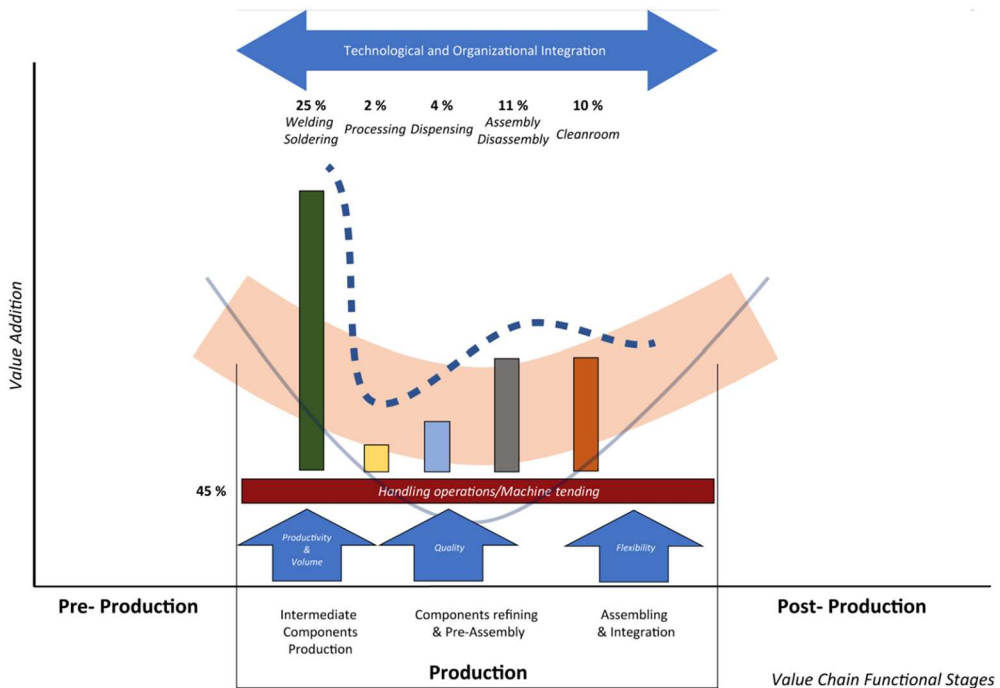 Technological and Organizational Integration
25 % 2 % 4 % 11 % 10 %
Welding
Soldering
Processing
Dispensing
Assembly
Disassembly
Cleanroom
Value Addition
45 %
Handling operations/Machine tending
Productivity
&
Volume
Quality
Flexibility
Pre- Production
Intermediate
Components
Production
Components refining
& Pre-Assembly
Assembling
& Integration
Post- Production
Production
Value Chain Functional Stages